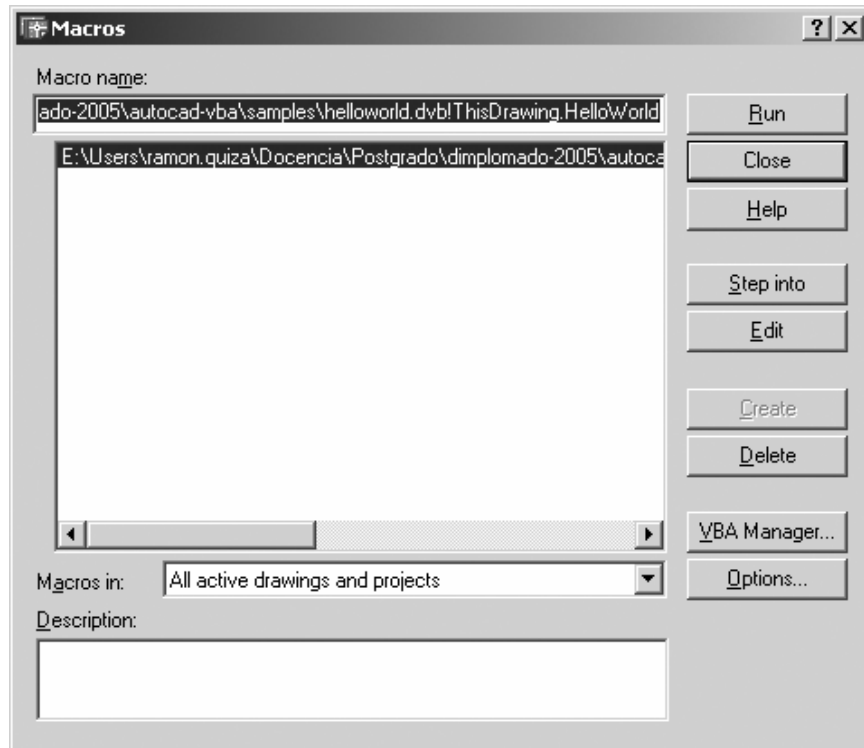 Macros
Macro name:
ado-2005\autocad-vba\samples\helloworld.dvb!ThisDrawing.HelloWorld
Run
E:\Users\ramon.quiza\Docencia\Postgrado\dimplomado-2005\autoca
Close
Help
Step into
Edit
Create
Delete
VBA Manager...
Macros in:
All active drawings and projects
Options...
Description: